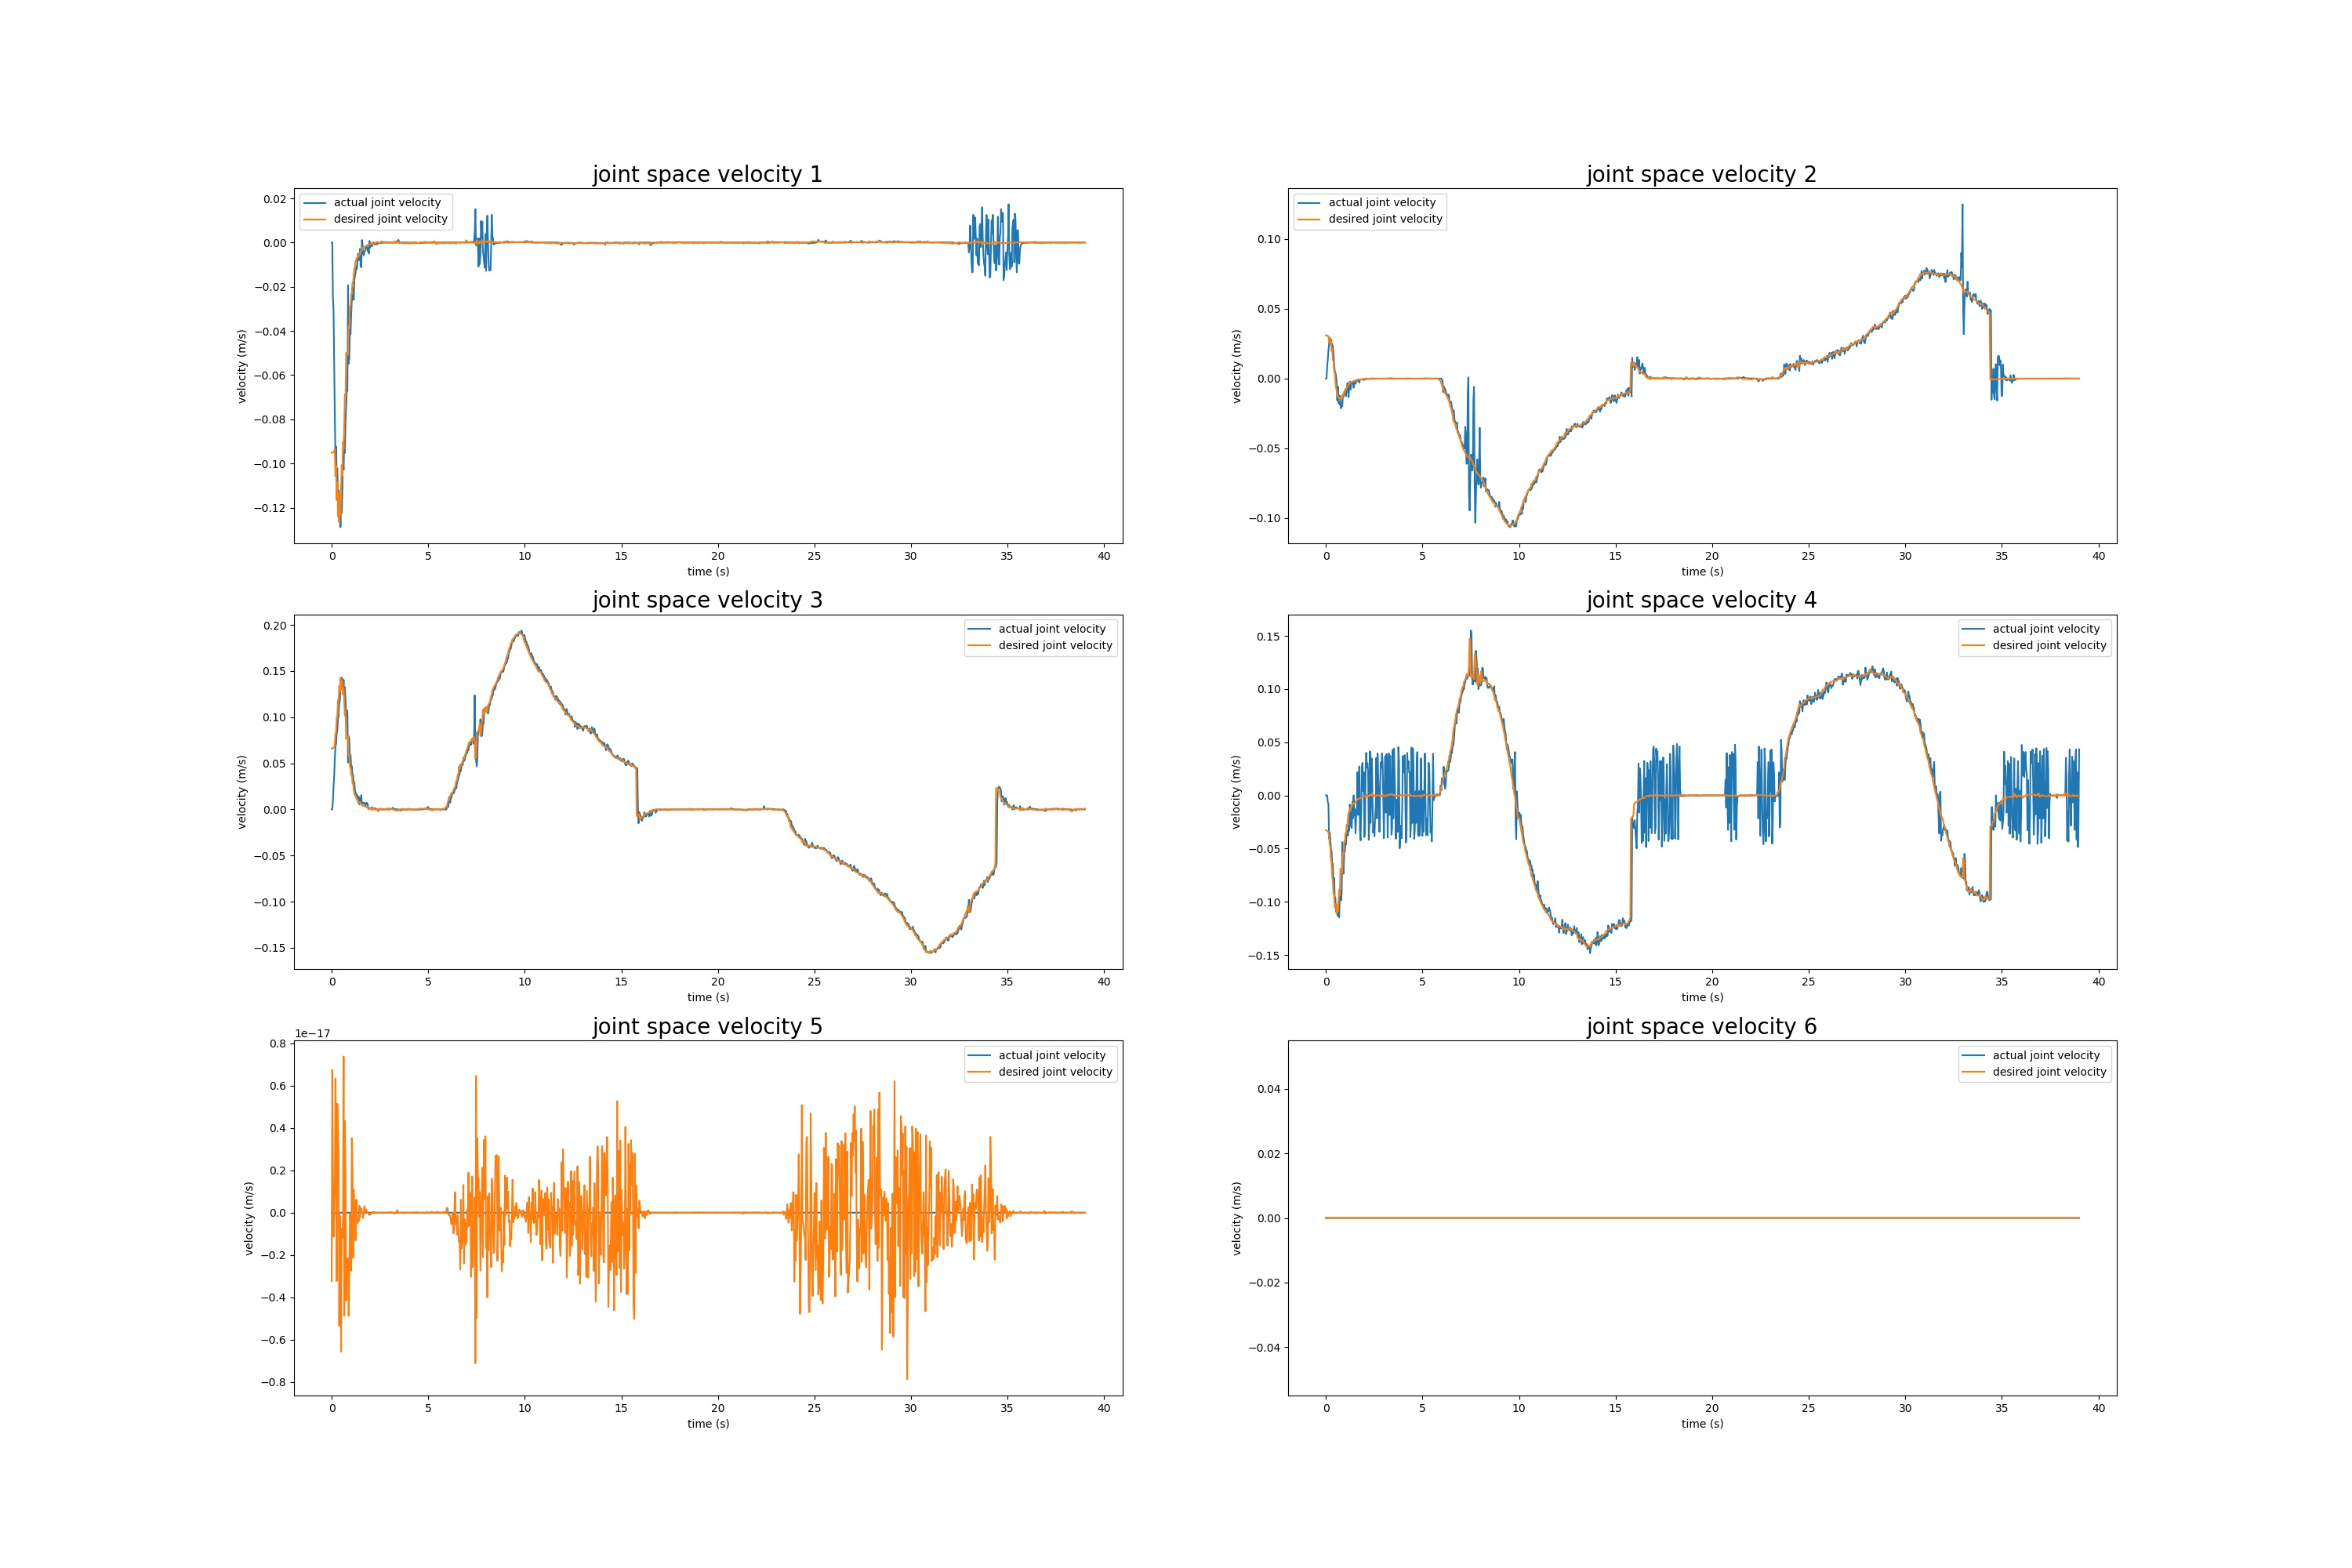 joint space velocity 1
actual joint velocity
desired joint velocity
velocity (m/s)
0.02
0.00
−0.02
−0.04
−0.06
−0.08
−0.10
−0.12
0 5 10 15 20 25 30 35 40
time (s)
joint space velocity 2
actual joint velocity
desired joint velocity
velocity (m/s)
0.10
0.05
0.00
−0.05
−0.10
0 5 10 15 20 25 30 35 40
time (s)
joint space velocity 3
actual joint velocity
desired joint velocity
velocity (m/s)
0.20
0.15
0.10
0.05
0.00
−0.05
−0.10
−0.15
0 5 10 15 20 25 30 35 40
time (s)
joint space velocity 4
actual joint velocity
desired joint velocity
velocity (m/s)
0.15
0.10
0.05
0.00
−0.05
−0.10
−0.15
0 5 10 15 20 25 30 35 40
time (s)
joint space velocity 5
1e−17
actual joint velocity
desired joint velocity
velocity (m/s)
0.8
0.6
0.4
0.2
0.0
−0.2
−0.4
−0.6
−0.8
0 5 10 15 20 25 30 35 40
time (s)
joint space velocity 6
actual joint velocity
desired joint velocity
velocity (m/s)
0.04
0.02
0.00
−0.02
−0.04
0 5 10 15 20 25 30 35 40
time (s)